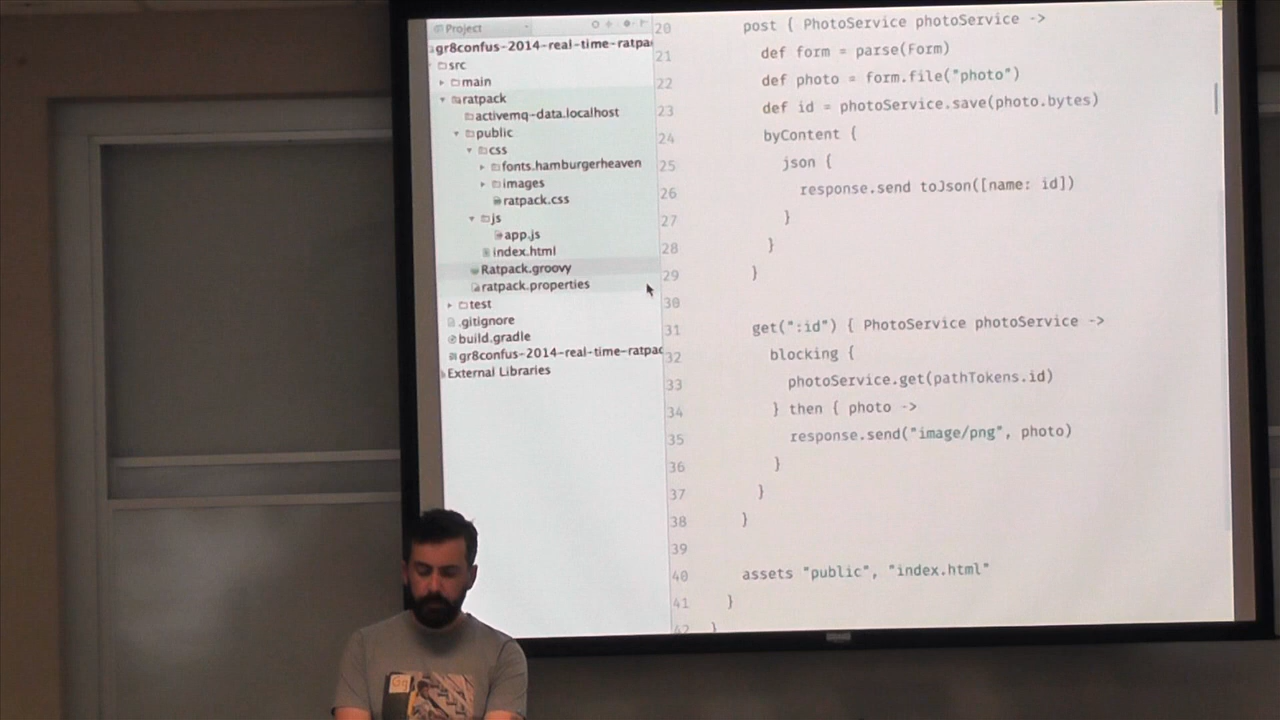 Project
gr8confus-2014-real-time-ratpa
src
main
ratpack
activemq-data.localhost
public
css
fonts.hamburgerheaven
images
ratpack.css
js
app.js
index.html
Ratpack.groovy
ratpack.properties
test
.gitignore
build.gradle
gr8confus-2014-real-time-ratpac
External Libraries
20 post { PhotoService photoService ->
21 def form = parse(Form)
22 def photo = form.file("photo")
23 def id = photoService.save(photo.bytes)
24 byContent {
25 json {
26 response.send toJson([name: id])
27 }
28 }
29 }
30
31 get(":id") { PhotoService photoService ->
32 blocking {
33 photoService.get(pathTokens.id)
34 } then { photo ->
35 response.send("image/png", photo)
36 }
37 }
38 }
39
40 assets "public", "index.html"
41 }
42 }